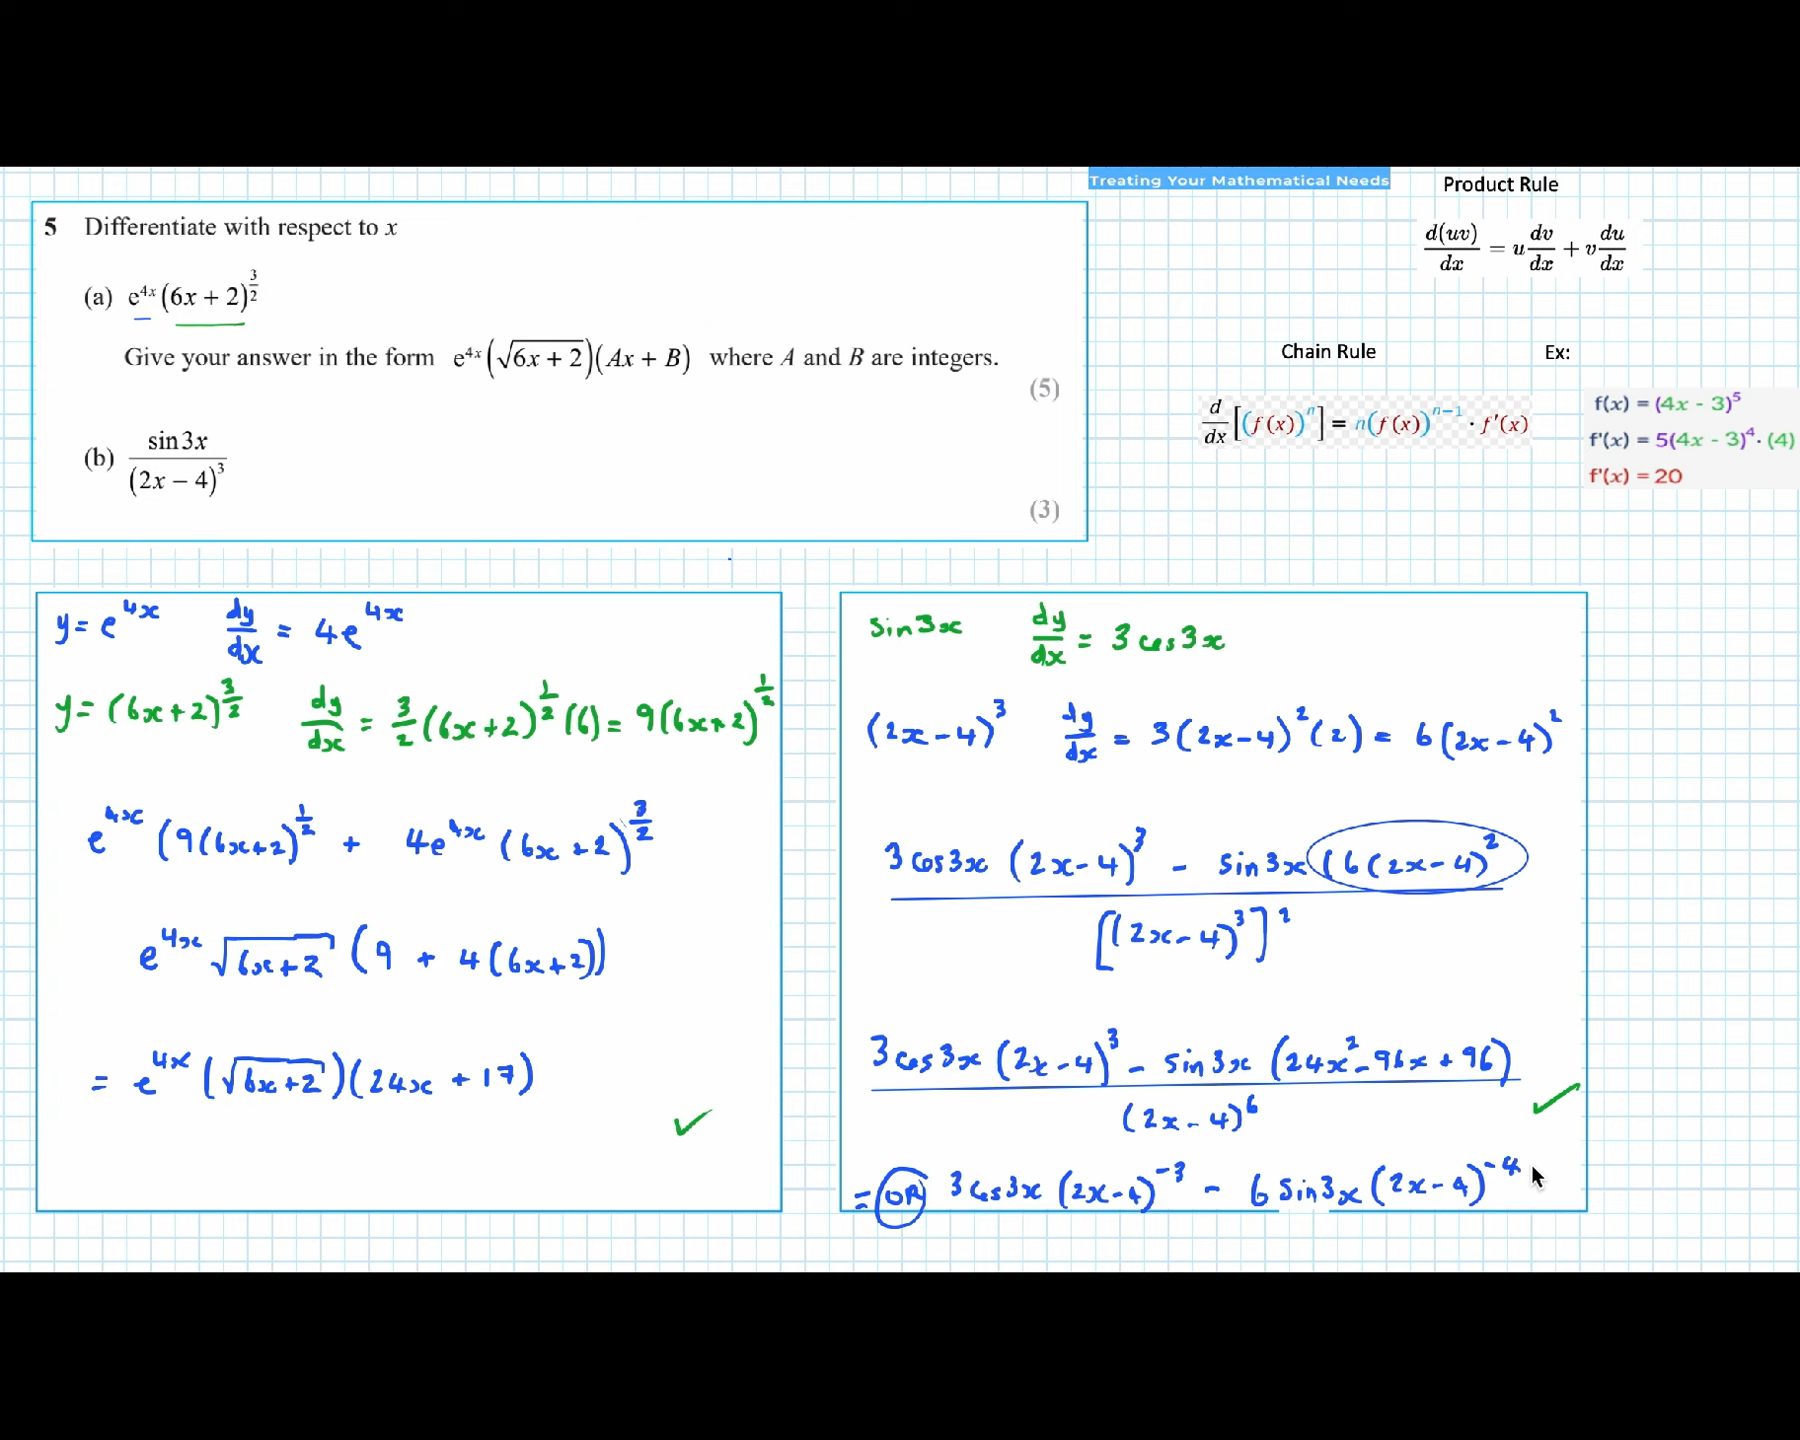 Treating Your Mathematical Needs
Product Rule
d(uv)/dx = u dv/dx + v du/dx
5 Differentiate with respect to x
(a) e^{4x}(6x + 2)^{3/2}
Give your answer in the form e^{4x}(√(6x + 2))(Ax + B) where A and B are integers.
(5)
(b) sin 3x / (2x − 4)^3
(3)
Chain Rule
d/dx [(f(x))^n] = n(f(x))^{n−1} · f'(x)
Ex:
f(x) = (4x - 3)^5
f'(x) = 5(4x - 3)^4 · (4)
f'(x) = 20
y = e^{4x} dy/dx = 4e^{4x}
y = (6x+2)^{3/2} dy/dx = 3/2 (6x+2)^{1/2} (6) = 9(6x+2)^{1/2}
e^{4x} (9(6x+2)^{1/2} + 4e^{4x} (6x+2)^{3/2}
e^{4x} √(6x+2) (9 + 4(6x+2))
= e^{4x} (√(6x+2))(24x + 17)
✓
sin3x dy/dx = 3cos3x
(2x−4)^3 dy/dx = 3(2x−4)^2(2) = 6(2x−4)^2
3cos3x (2x−4)^3 − sin3x (6(2x−4)^2 / [(2x−4)^3]^2
3cos3x (2x−4)^3 − sin3x (24x^2−96x+96) / (2x−4)^6
✓
= OR 3cos3x (2x−4)^{−3} − 6 sin3x (2x−4)^{−4}